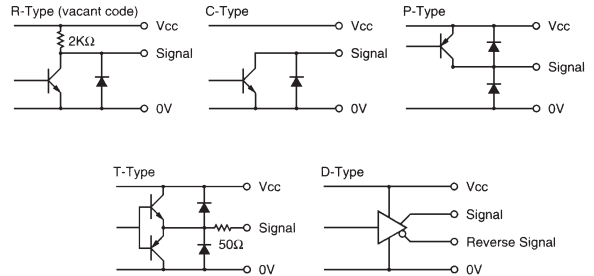 R-Type (vacant code)
Vcc
2KΩ
Signal
0V
C-Type
Vcc
Signal
0V
P-Type
Vcc
Signal
0V
T-Type
Vcc
Signal
50Ω
0V
D-Type
Vcc
Signal
Reverse Signal
0V